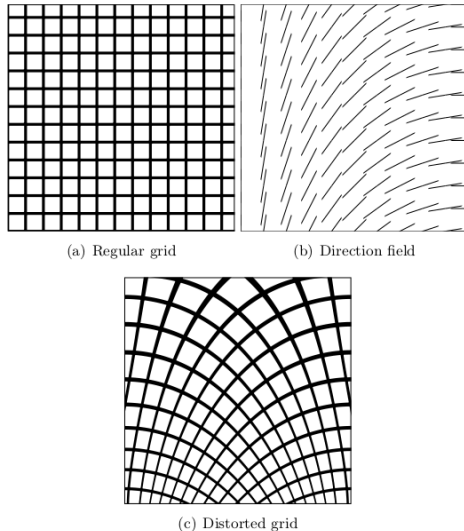 (a) Regular grid
(b) Direction field
(c) Distorted grid